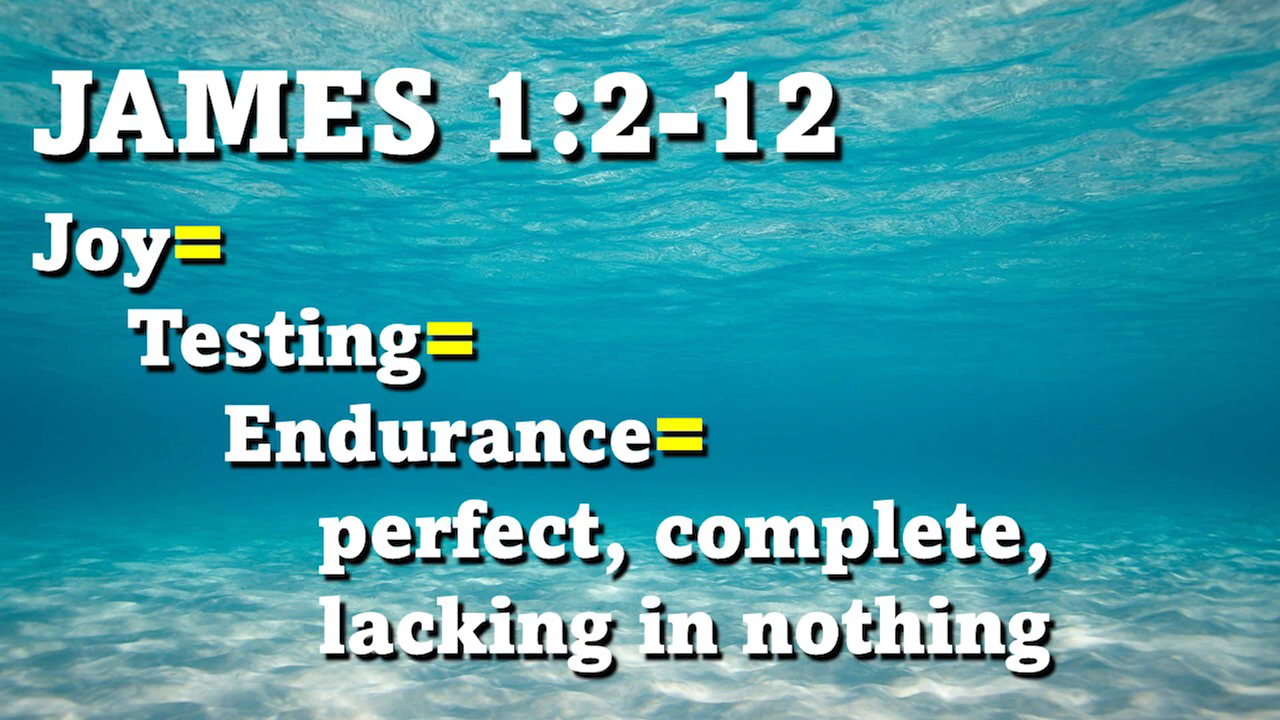 JAMES 1:2-12
Joy=
Testing=
Endurance=
perfect, complete,
lacking in nothing